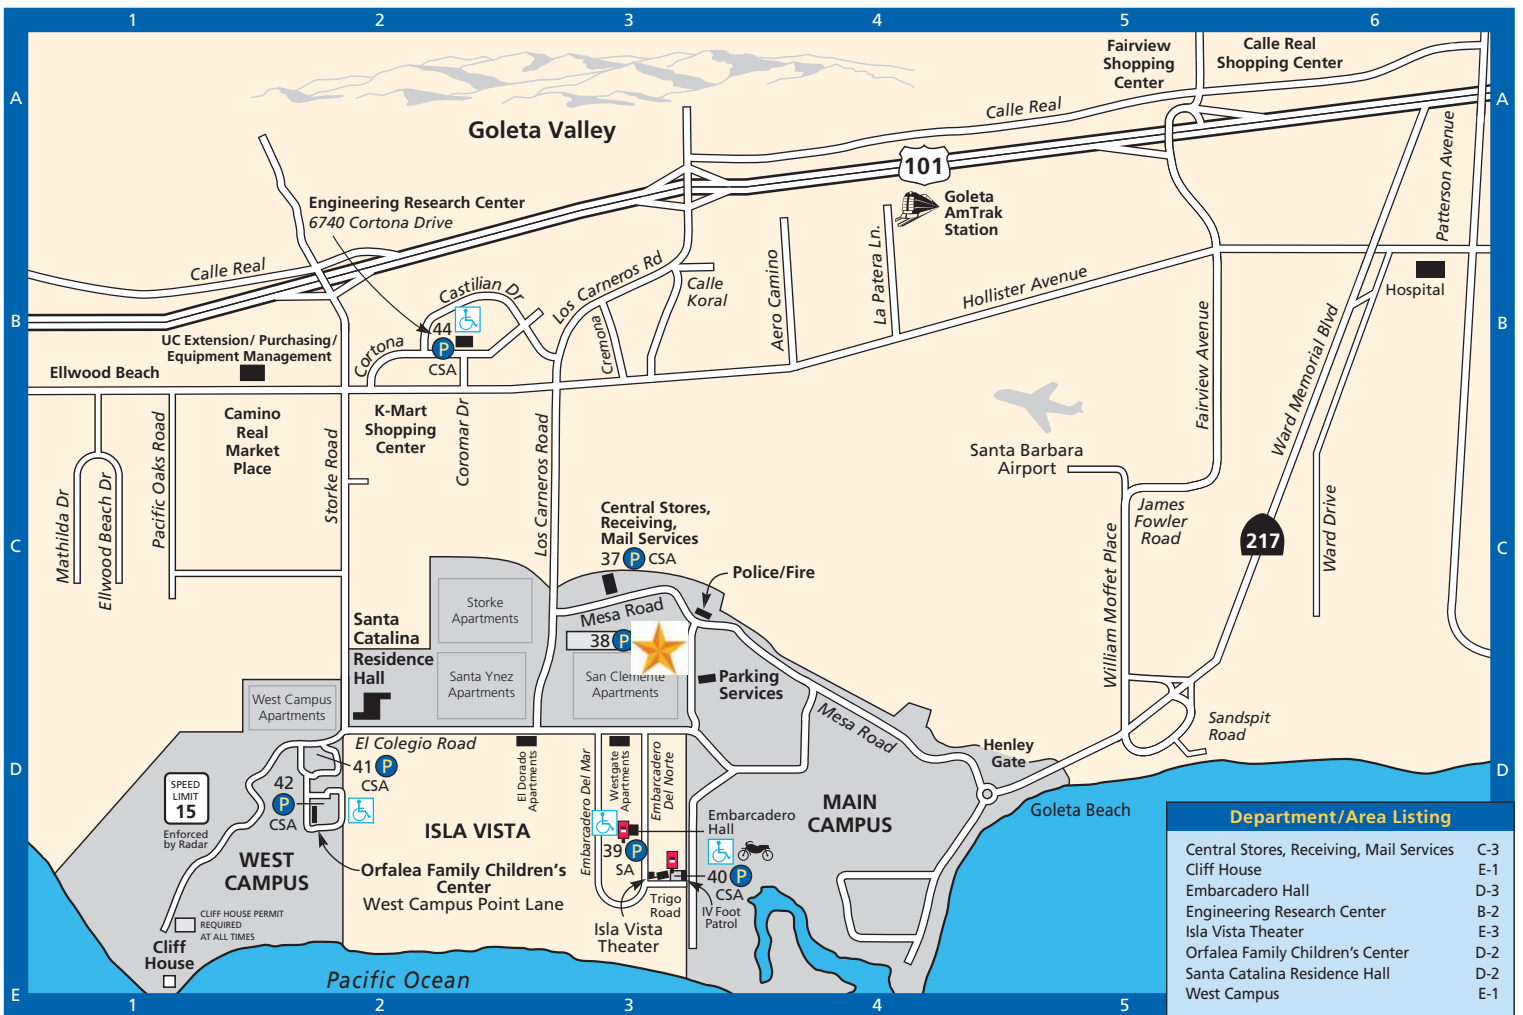 1 2 3 4 5 6
A
A
B
B
C
C
D
D
E
1 2 3 4 5
Fairview
Shopping
Center
Calle Real
Shopping Center
Calle Real
Goleta Valley
101
Patterson Avenue
Engineering Research Center
6740 Cortona Drive
Goleta
AmTrak
Station
Calle Real
Castilian Dr
Los Carneros Rd
Calle
Koral
Aero Camino
La Patera Ln.
Hollister Avenue
Hospital
44
P
CSA
Cortona
Cremona
UC Extension/Purchasing/
Equipment Management
Ellwood Beach
Fairview Avenue
Ward Memorial Blvd
Camino
Real
Market
Place
K-Mart
Shopping
Center
Coromar Dr
Pacific Oaks Road
Storke Road
Los Carneros Road
Mathilda Dr
Ellwood Beach Dr
Santa Barbara
Airport
James
Fowler
Road
217
Ward Drive
William Moffet Place
Central Stores,
Receiving,
Mail Services
37 P CSA
Police/Fire
Mesa Road
38 P
Storke
Apartments
Santa
Catalina
Residence
Hall
Santa Ynez
Apartments
San Clemente
Apartments
Parking
Services
West Campus
Apartments
Mesa Road
Sandspit
Road
Henley
Gate
El Colegio Road
41 P
CSA
42
P
CSA
El Dorado
Apartments
Embarcadero Del Mar
Westgate
Apartments
Embarcadero
Del Norte
SPEED
LIMIT
15
Enforced
by Radar
MAIN
CAMPUS
Goleta Beach
ISLA VISTA
Embarcadero
Hall
39 P
SA
40 P
CSA
WEST
CAMPUS
Orfalea Family Children's
Center
West Campus Point Lane
Trigo
Road
IV Foot
Patrol
Isla Vista
Theater
CLIFF HOUSE PERMIT
REQUIRED
AT ALL TIMES
Cliff
House
Pacific Ocean
Department/Area Listing
Central Stores, Receiving, Mail Services C-3
Cliff House E-1
Embarcadero Hall D-3
Engineering Research Center B-2
Isla Vista Theater E-3
Orfalea Family Children's Center D-2
Santa Catalina Residence Hall D-2
West Campus E-1